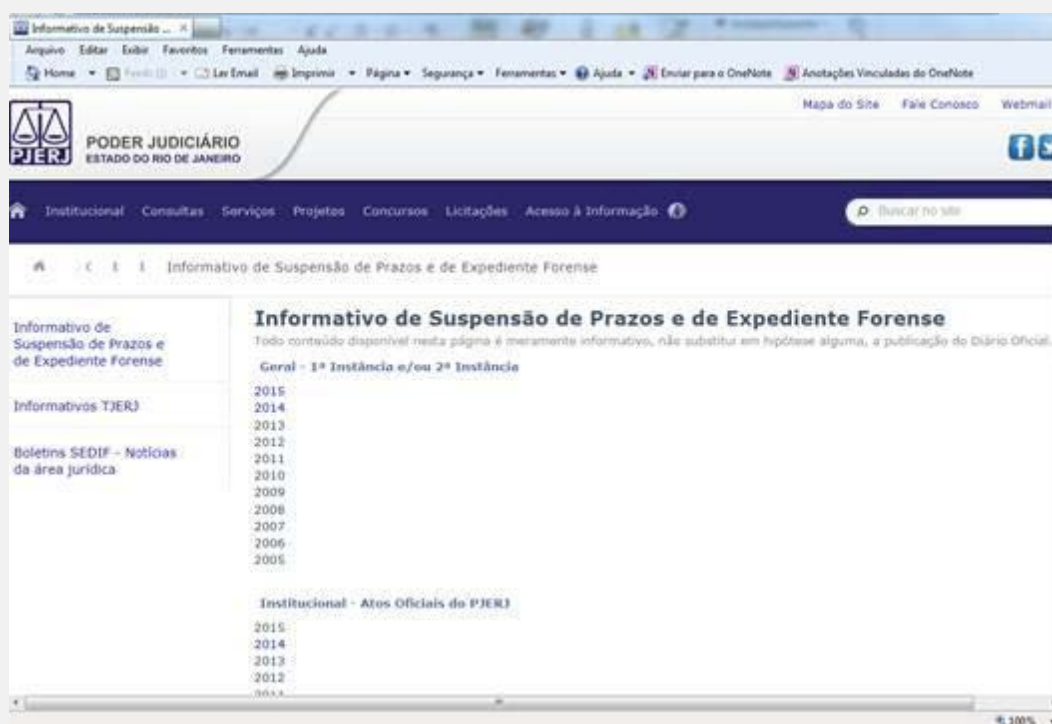 Informativo de Suspensão ... X
Arquivo Editar Exibir Favoritos Ferramentas Ajuda
Home Ler Email Imprimir Página Segurança Ferramentas Ajuda Enviar para o OneNote Anotações Vinculadas do OneNote
Mapa do Site Fale Conosco Webmail
PJERJ
PODER JUDICIÁRIO
ESTADO DO RIO DE JANEIRO
Institucional Consultas Serviços Projetos Concursos Licitações Acesso à Informação
Buscar no site
Informativo de Suspensão de Prazos e de Expediente Forense
Informativo de
Suspensão de Prazos e
de Expediente Forense
Informativos TJERJ
Boletins SEDIF - Notícias
da área jurídica
Informativo de Suspensão de Prazos e de Expediente Forense
Todo conteúdo disponível nesta página é meramente informativo, não substitui em hipótese alguma, a publicação do Diário Oficial.
Geral - 1ª Instância e/ou 2ª Instância
2015
2014
2013
2012
2011
2010
2009
2008
2007
2006
2005
Institucional - Atos Oficiais do PJERJ
2015
2014
2013
2012
2011
100%